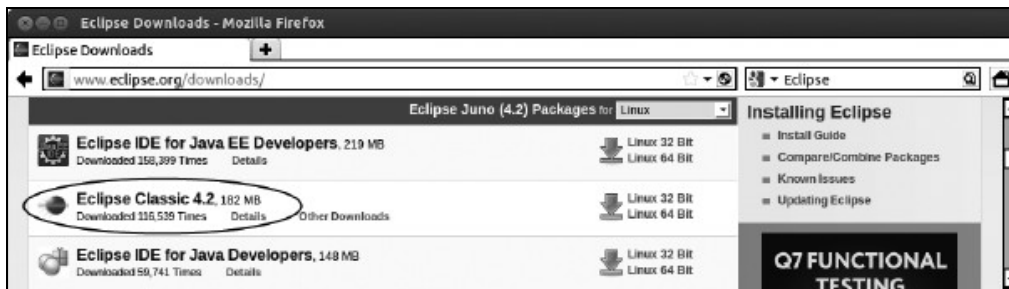 Eclipse Downloads - Mozilla Firefox
Eclipse Downloads
www.eclipse.org/downloads/
Eclipse
Eclipse Juno (4.2) Packages for Linux
Eclipse IDE for Java EE Developers, 219 MB
Downloaded 158,399 Times Details
Linux 32 Bit
Linux 64 Bit
Eclipse Classic 4.2, 182 MB
Downloaded 116,539 Times Details Other Downloads
Linux 32 Bit
Linux 64 Bit
Eclipse IDE for Java Developers, 148 MB
Downloaded 59,741 Times Details
Linux 32 Bit
Linux 64 Bit
Installing Eclipse
Install Guide
Compare/Combine Packages
Known Issues
Updating Eclipse
Q7 FUNCTIONAL
TESTING